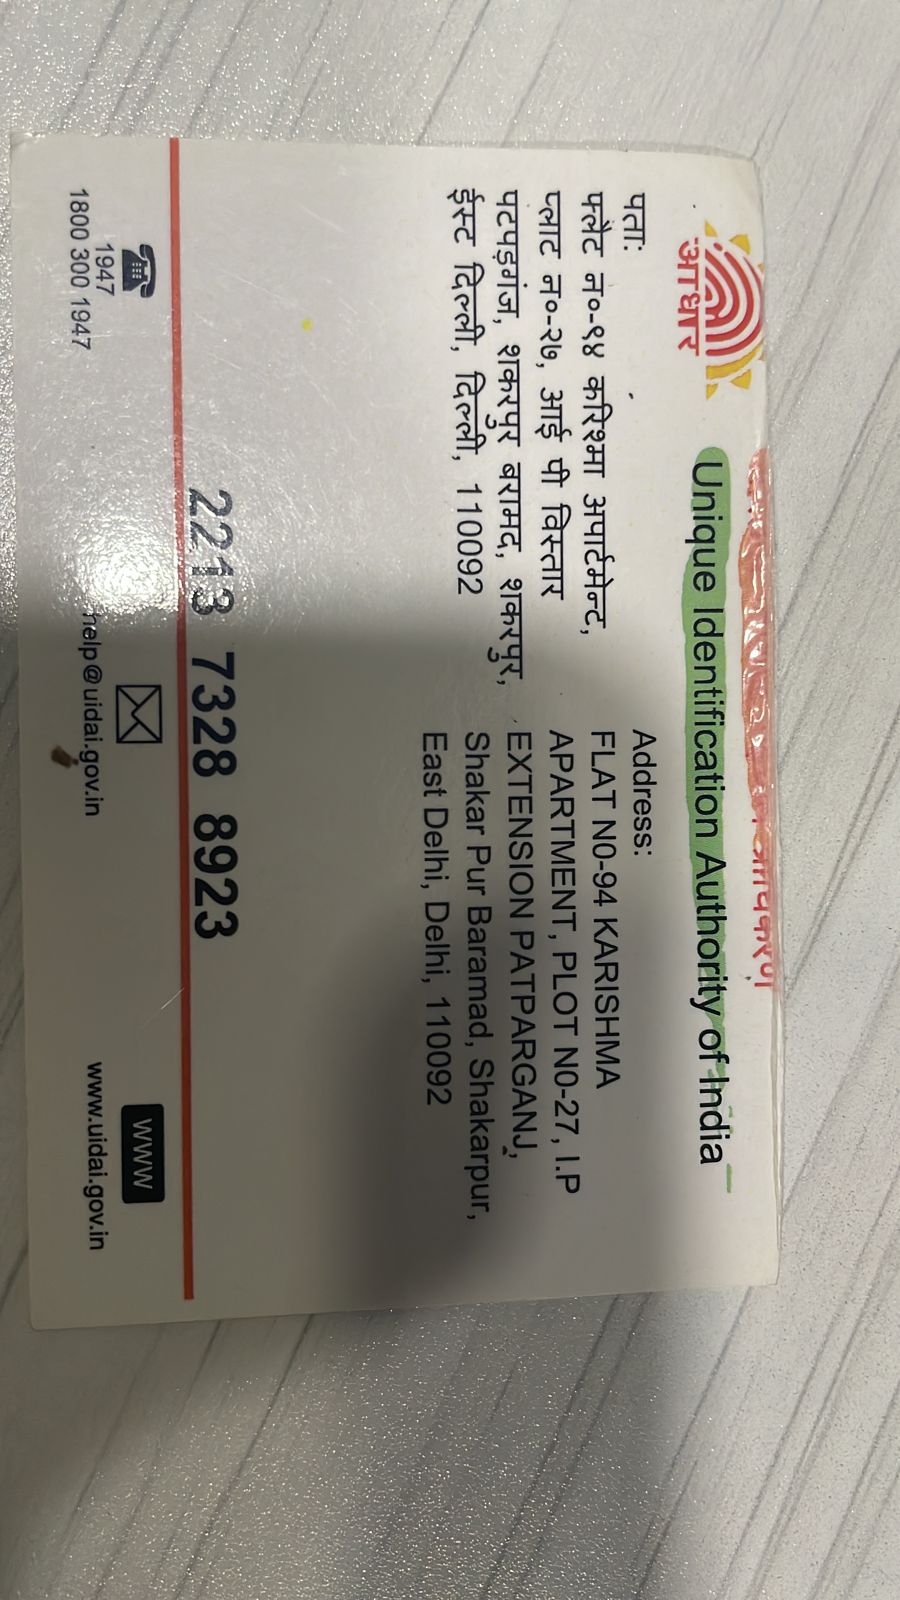 आधार
Unique Identification Authority of India
पता:
फ्लैट न०-९४ करिश्मा अपार्टमेन्ट,
प्लाट न०-२७, आई पी विस्तार
पटपड़गंज, शकरपुर बरामद, शकरपुर,
ईस्ट दिल्ली, दिल्ली, 110092
Address:
FLAT N0-94 KARISHMA
APARTMENT, PLOT N0-27, I.P
EXTENSION PATPARGANJ,
Shakar Pur Baramad, Shakarpur,
East Delhi, Delhi, 110092
2213 7328 8923
1947
1800 300 1947
help@uidai.gov.in
WWW
www.uidai.gov.in